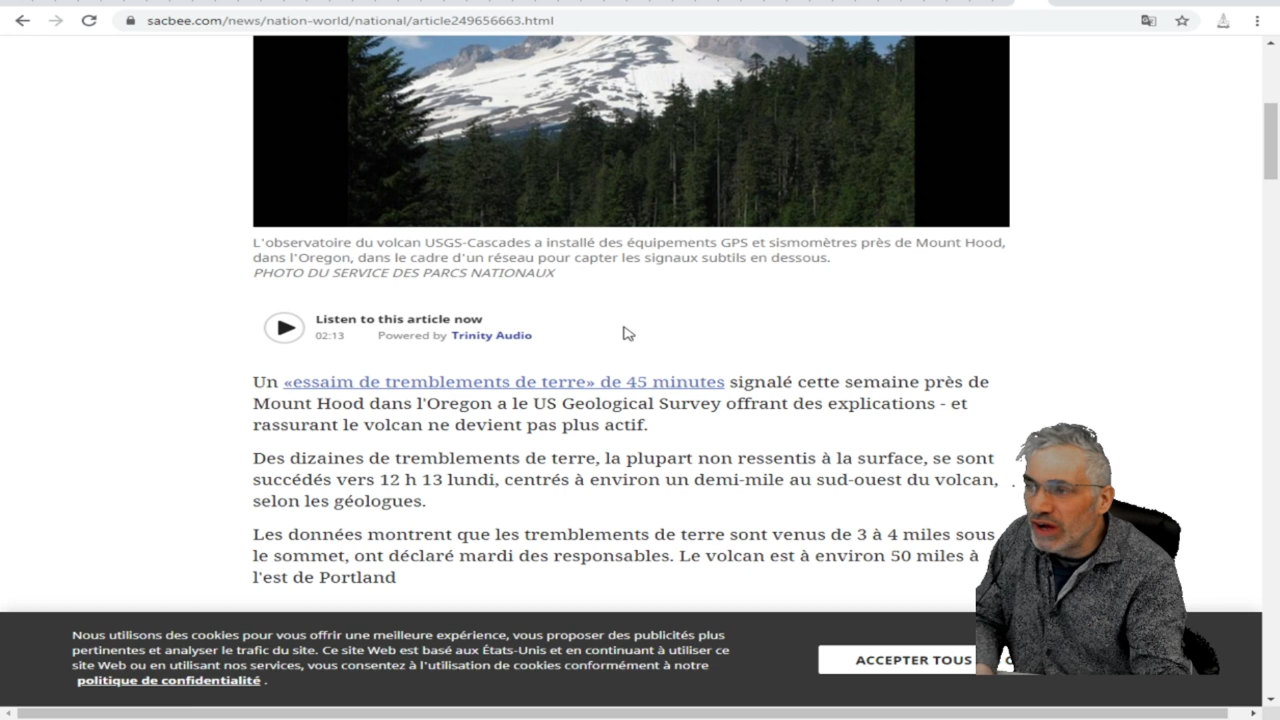 sacbee.com/news/nation-world/national/article249656663.html
L'observatoire du volcan USGS-Cascades a installé des équipements GPS et sismomètres près de Mount Hood,
dans l'Oregon, dans le cadre d'un réseau pour capter les signaux subtils en dessous.
PHOTO DU SERVICE DES PARCS NATIONAUX
Listen to this article now
02:13 Powered by Trinity Audio
Un «essaim de tremblements de terre» de 45 minutes signalé cette semaine près de
Mount Hood dans l'Oregon a le US Geological Survey offrant des explications - et
rassurant le volcan ne devient pas plus actif.
Des dizaines de tremblements de terre, la plupart non ressentis à la surface, se sont
succédés vers 12 h 13 lundi, centrés à environ un demi-mile au sud-ouest du volcan,
selon les géologues.
Les données montrent que les tremblements de terre sont venus de 3 à 4 miles sous
le sommet, ont déclaré mardi des responsables. Le volcan est à environ 50 miles à
l'est de Portland
Nous utilisons des cookies pour vous offrir une meilleure expérience, vous proposer des publicités plus
pertinentes et analyser le trafic du site. Ce site Web est basé aux États-Unis et en continuant à utiliser ce
site Web ou en utilisant nos services, vous consentez à l'utilisation de cookies conformément à notre
politique de confidentialité .
ACCEPTER TOUS